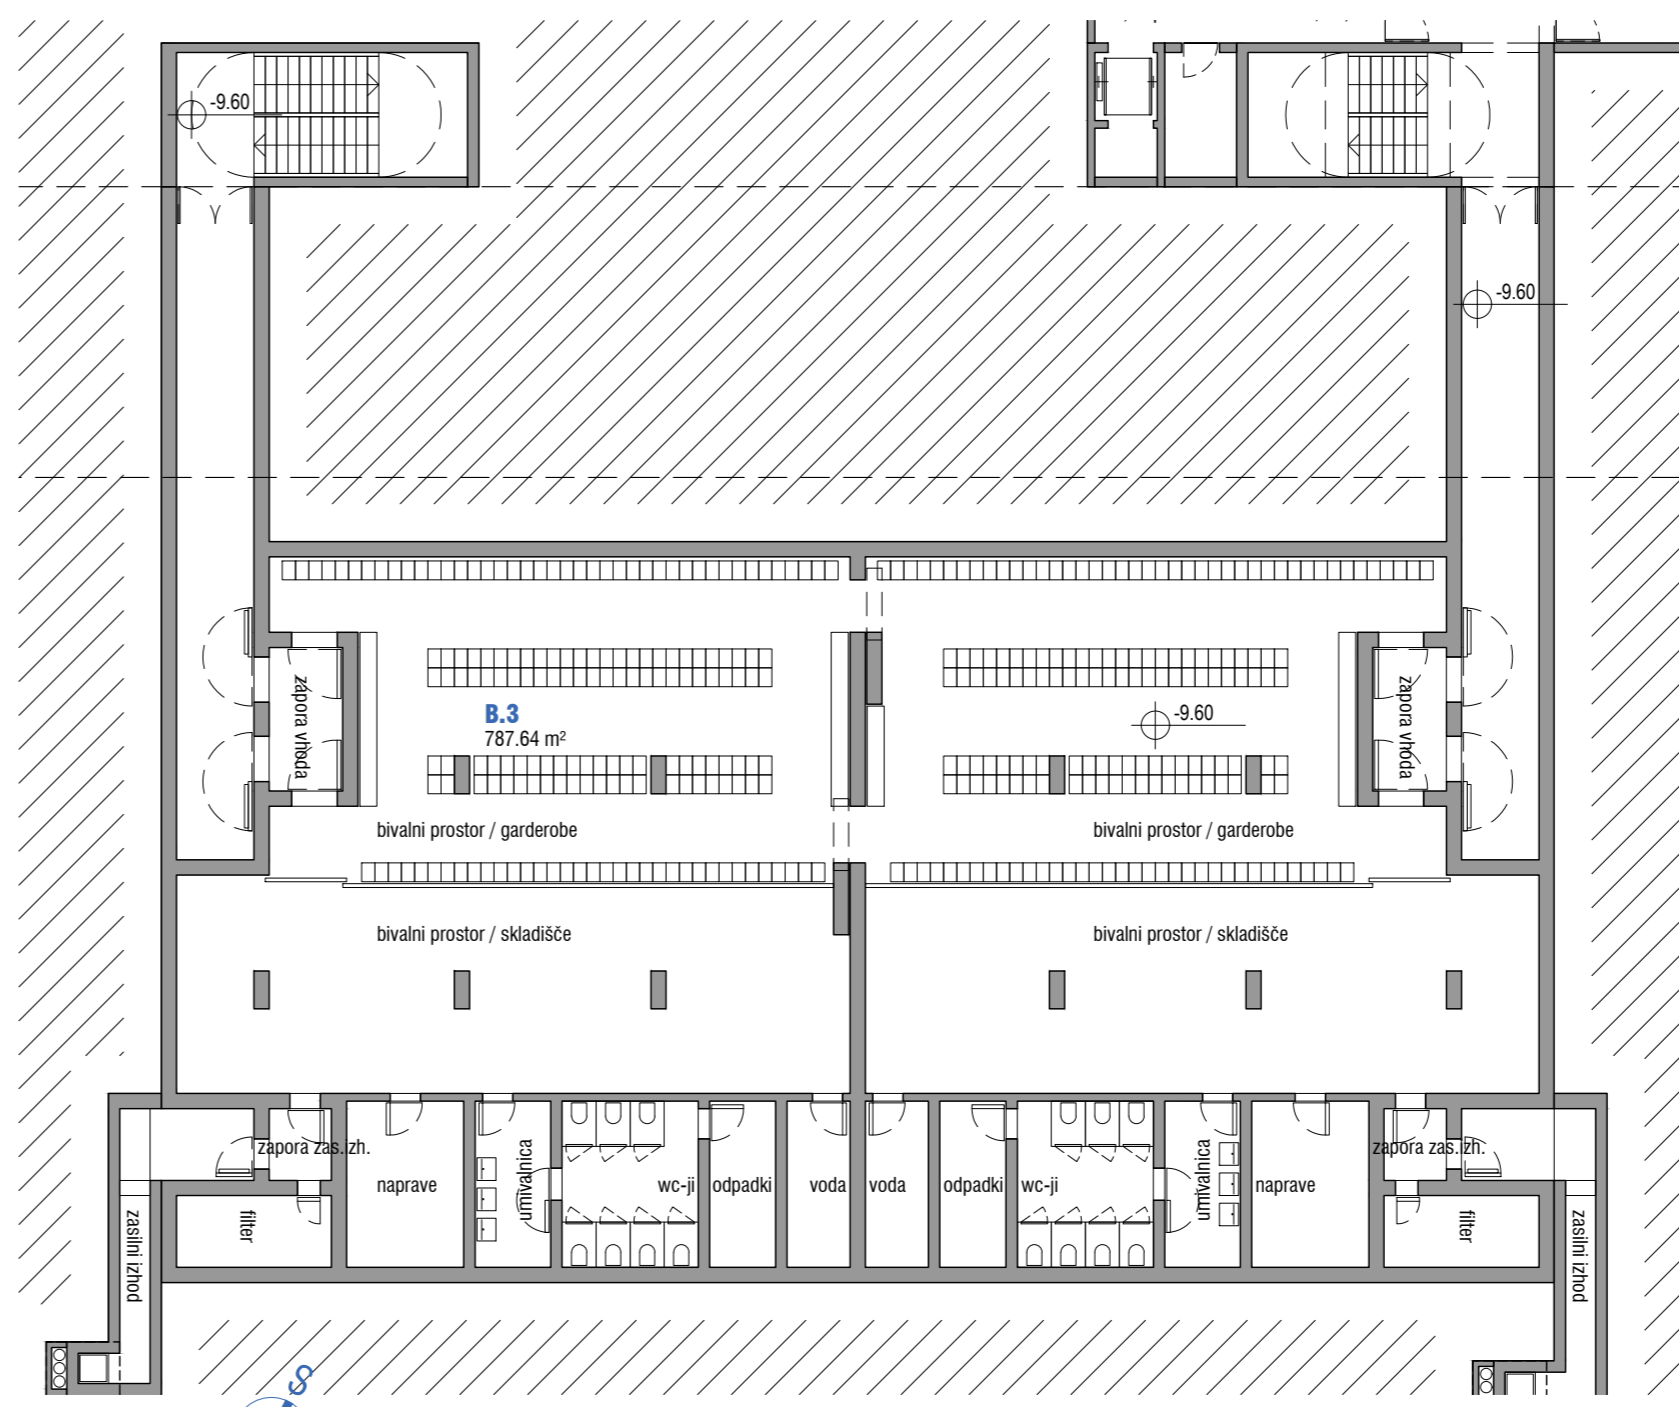 -9.60
-9.60
zapora vhoda
zapora vhoda
B.3
787.64 m²
-9.60
bivalni prostor / garderobe
bivalni prostor / garderobe
bivalni prostor / skladišče
bivalni prostor / skladišče
zapora zas.izh.
naprave
umivalnica
wc-ji
odpadki
voda
voda
odpadki
wc-ji
umivalnica
naprave
zapora zas.izh.
filter
filter
zasilni izhod
zasilni izhod
S